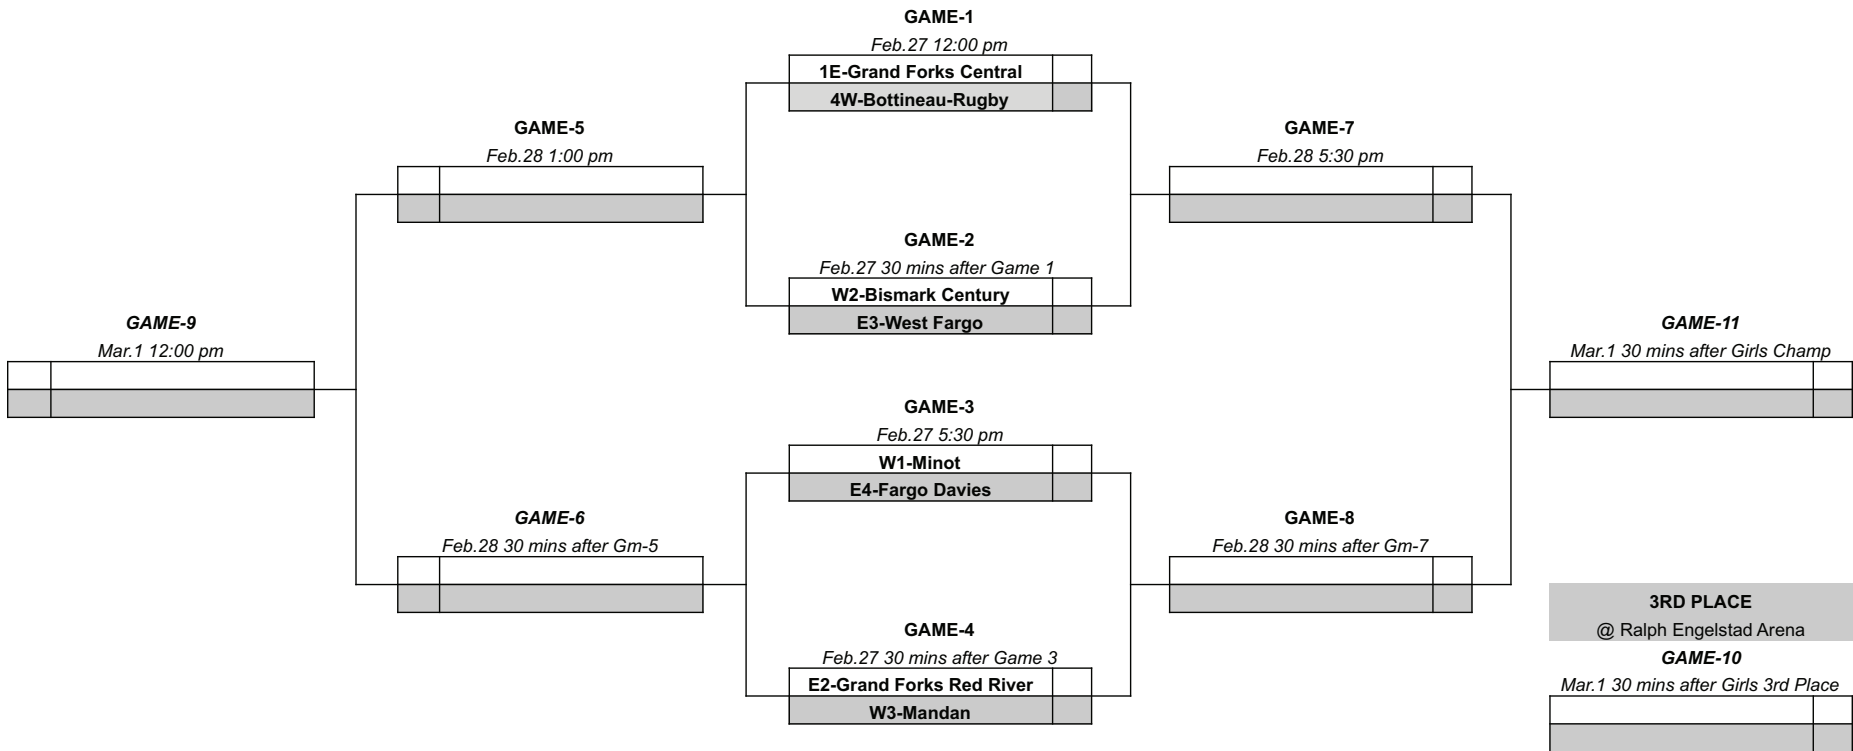 GAME-1
Feb.27 12:00 pm
1E-Grand Forks Central
4W-Bottineau-Rugby
GAME-5
Feb.28 1:00 pm
GAME-7
Feb.28 5:30 pm
GAME-2
Feb.27 30 mins after Game 1
W2-Bismark Century
E3-West Fargo
GAME-9
Mar.1 12:00 pm
GAME-11
Mar.1 30 mins after Girls Champ
GAME-3
Feb.27 5:30 pm
W1-Minot
E4-Fargo Davies
GAME-6
Feb.28 30 mins after Gm-5
GAME-8
Feb.28 30 mins after Gm-7
GAME-4
Feb.27 30 mins after Game 3
E2-Grand Forks Red River
W3-Mandan
3RD PLACE
@ Ralph Engelstad Arena
GAME-10
Mar.1 30 mins after Girls 3rd Place